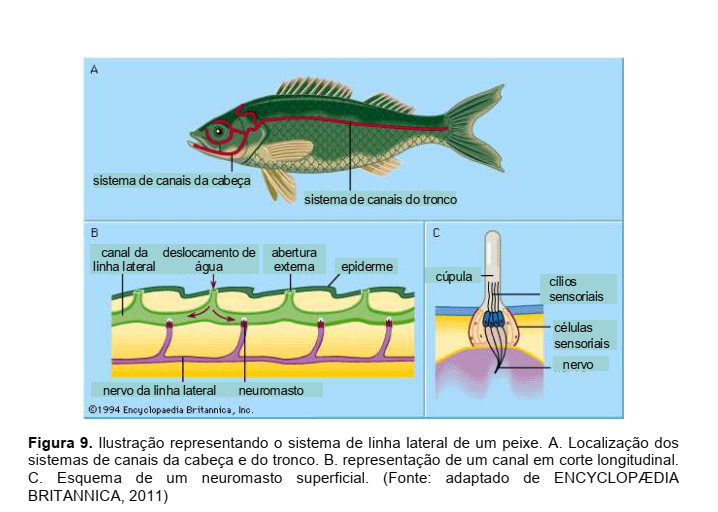 A
sistema de canais da cabeça
sistema de canais do tronco
B
canal da
linha lateral
deslocamento de
água
abertura
externa
epiderme
nervo da linha lateral
neuromasto
©1994 Encyclopaedia Britannica, Inc.
C
cúpula
cílios
sensoriais
células
sensoriais
nervo
Figura 9. Ilustração representando o sistema de linha lateral de um peixe. A. Localização dos
sistemas de canais da cabeça e do tronco. B. representação de um canal em corte longitudinal.
C. Esquema de um neuromasto superficial. (Fonte: adaptado de ENCYCLOPÆDIA
BRITANNICA, 2011)